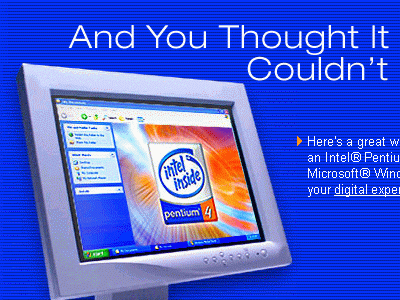 And You Thought It
Couldn't
Here's a great w
an Intel® Pentiu
Microsoft® Wind
your digital exper
intel
inside
pentium 4
start